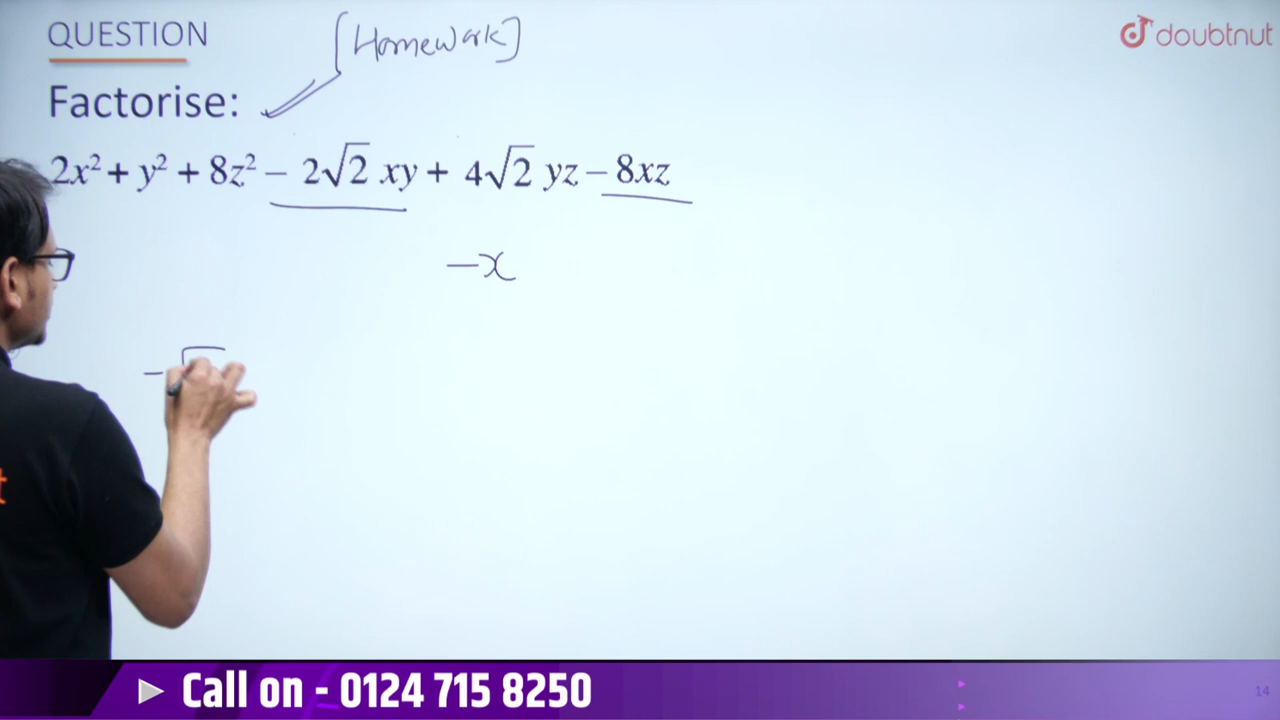 QUESTION
[Homework]
doubtnut
Factorise:
2x² + y² + 8z² – 2√2 xy + 4√2 yz – 8xz
–x
–√
t
Call on - 0124 715 8250
14